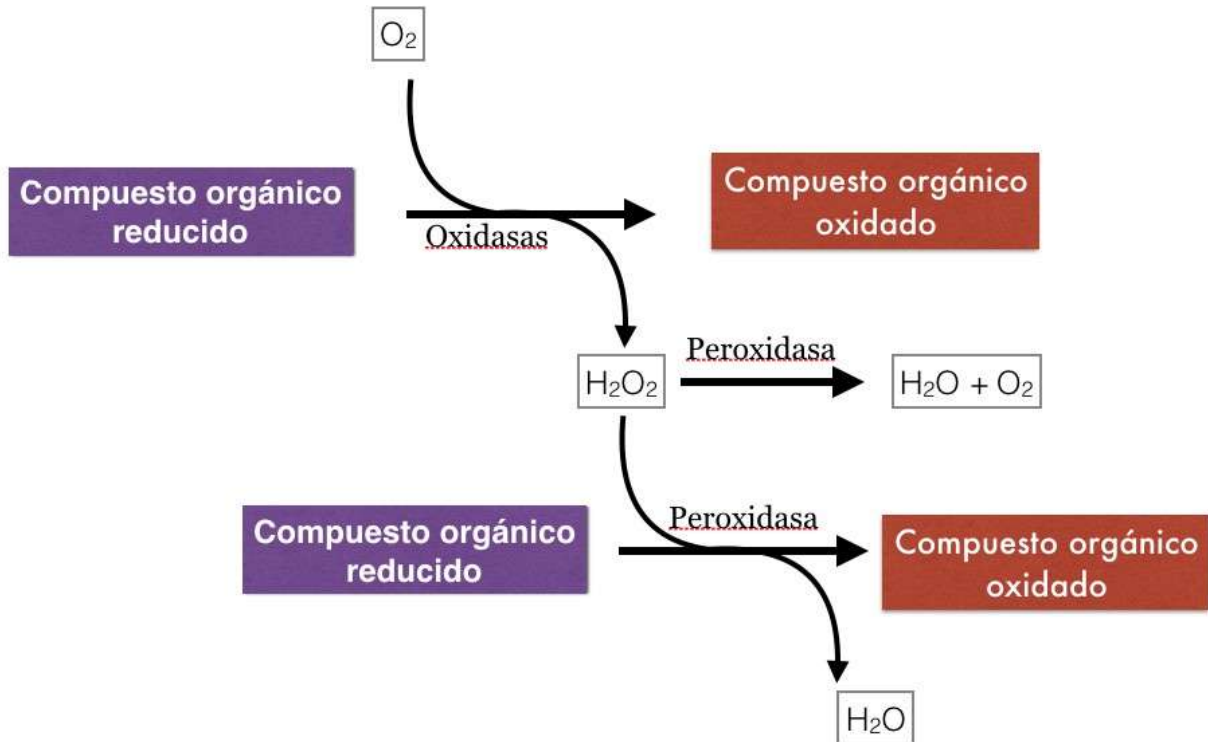 O₂
Compuesto orgánico
reducido
Oxidasas
Compuesto orgánico
oxidado
Peroxidasa
H₂O₂
H₂O + O₂
Compuesto orgánico
reducido
Peroxidasa
Compuesto orgánico
oxidado
H₂O